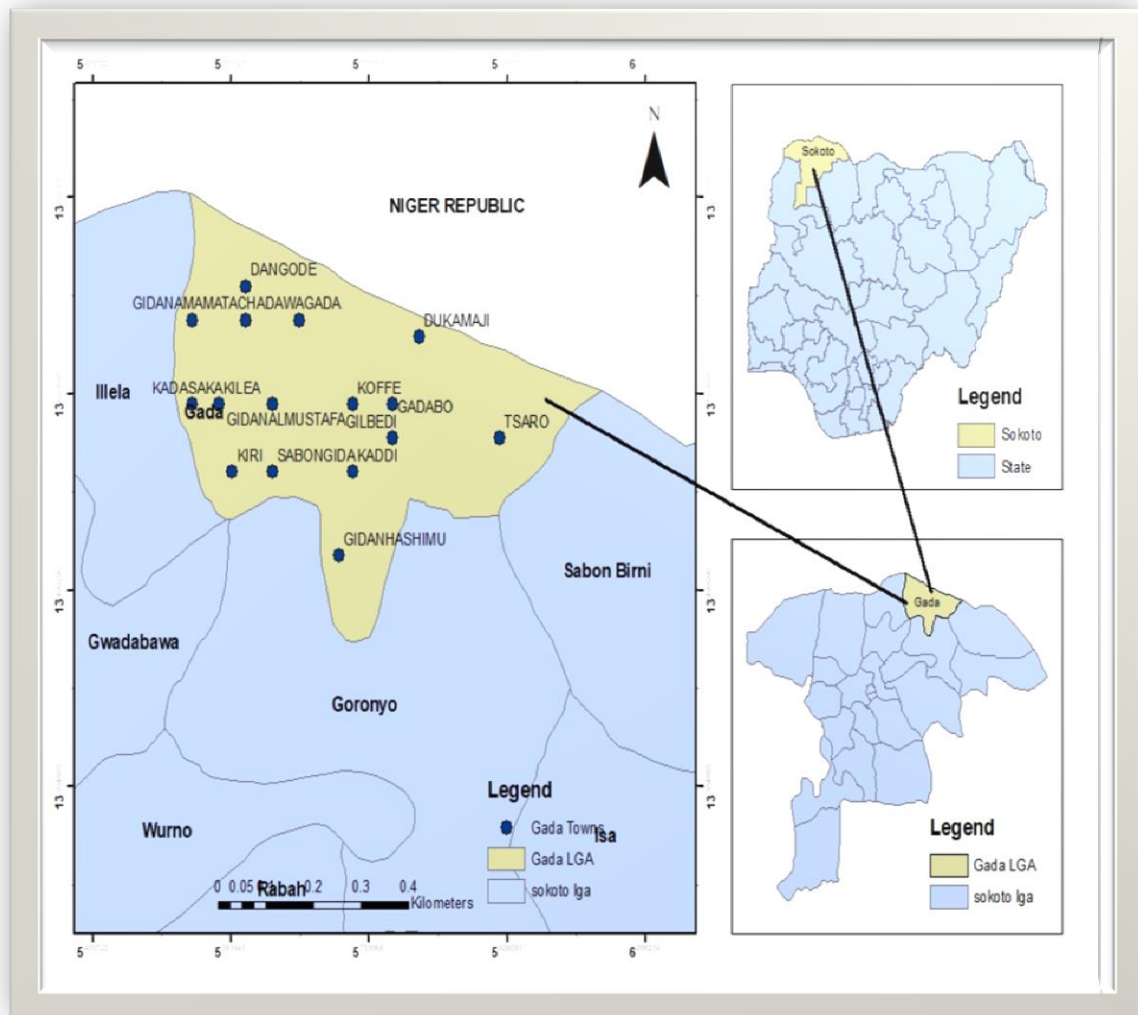 5 5 5 5 6
N
NIGER REPUBLIC
13 13
DANGODE
GIDANAMAMATACHADAWAGADA
DUKAMAJI
Illela
KADASAKAKILEA KOFFE
Gada GIDANALMUSTAFA GILBEDI GADABO
TSARO
13 13
KIRI SABONGIDAKADDI
GIDANHASHIMU
Sabon Birni
13 13
Gwadabawa
Goronyo
13 13
Legend
Wurno
Gada Towns
Isa
Gada LGA
Rabah
sokoto lga
0 0.05 0.2 0.3 0.4
Kilometers
5 5 5 5 6
Sokoto
Legend
Sokoto
State
Gada
Legend
Gada LGA
sokoto lga